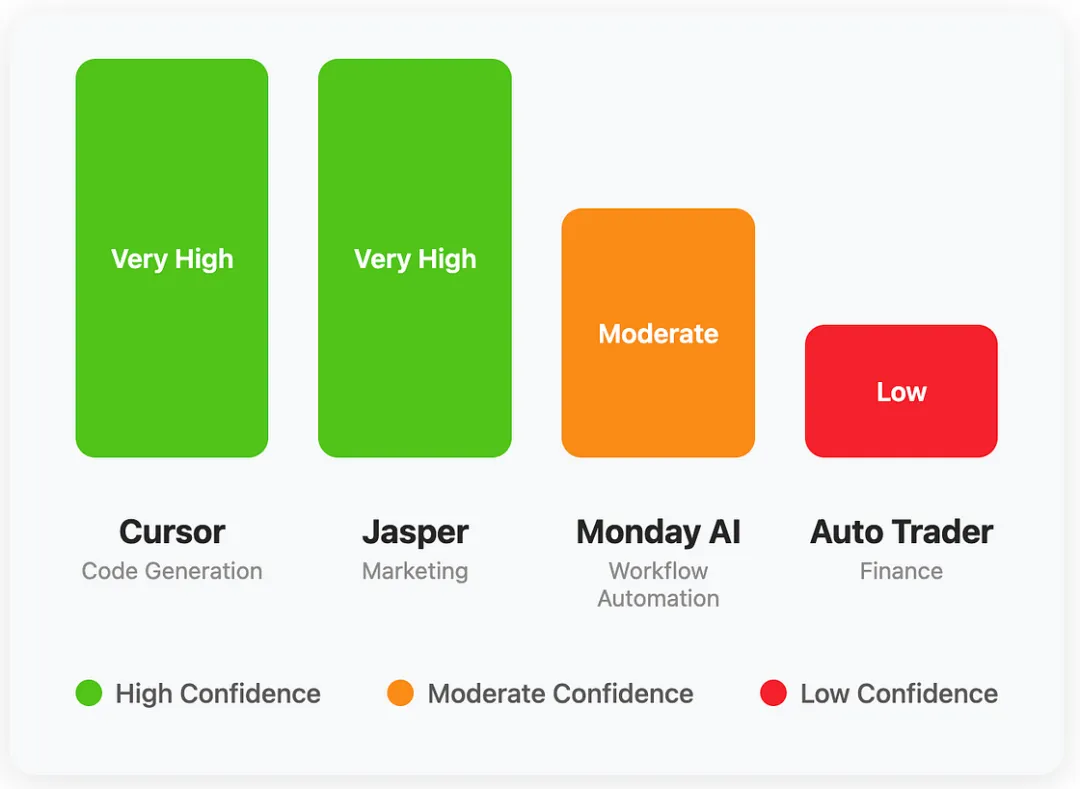 Very High
Very High
Moderate
Low
Cursor
Code Generation
Jasper
Marketing
Monday AI
Workflow
Automation
Auto Trader
Finance
High Confidence
Moderate Confidence
Low Confidence